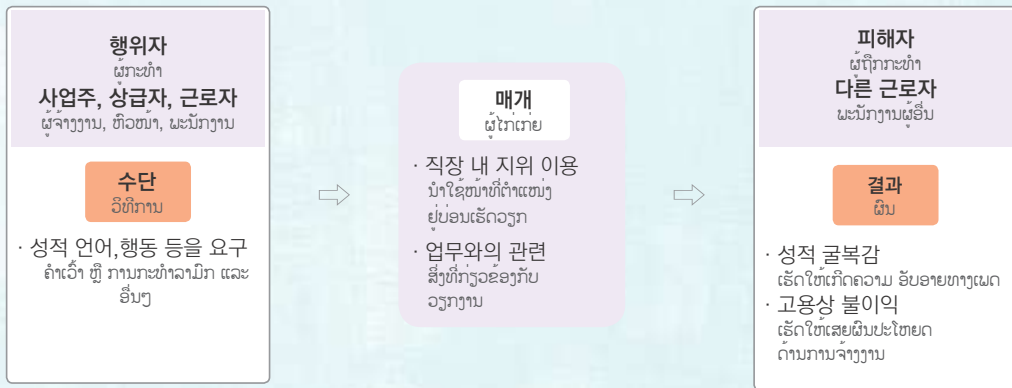 행위자
ຜູ້ກະທຳ
사업주, 상급자, 근로자
ຜູ້ຈ້າງງານ, ຫົວໜ້າ, ພະນັກງານ
수단
ວິທີການ
· 성적 언어,행동 등을 요구
ຄຳເວົ້າ ຫຼື ການກະທຳລາມົກ ແລະ
ອື່ນໆ
매개
ຜູ້ໄກ່ເກ່ຍ
· 직장 내 지위 이용
ນຳໃຊ້ໜ້າທີ່ຕຳແໜ່ງ
ຢູ່ບ່ອນເຮັດວຽກ
· 업무와의 관련
ສິ່ງທີ່ກ່ຽວຂ້ອງກັບ
ວຽກງານ
피해자
ຜູ້ຖືກກະທຳ
다른 근로자
ພະນັກງານຜູ້ອື່ນ
결과
ຜົນ
· 성적 굴복감
ເຮັດໃຫ້ເກີດຄວາມ ອັບອາຍທາງເພດ
· 고용상 불이익
ເຮັດໃຫ້ເສຍຜົນປະໂຫຍດ
ດ້ານການຈ້າງງານ